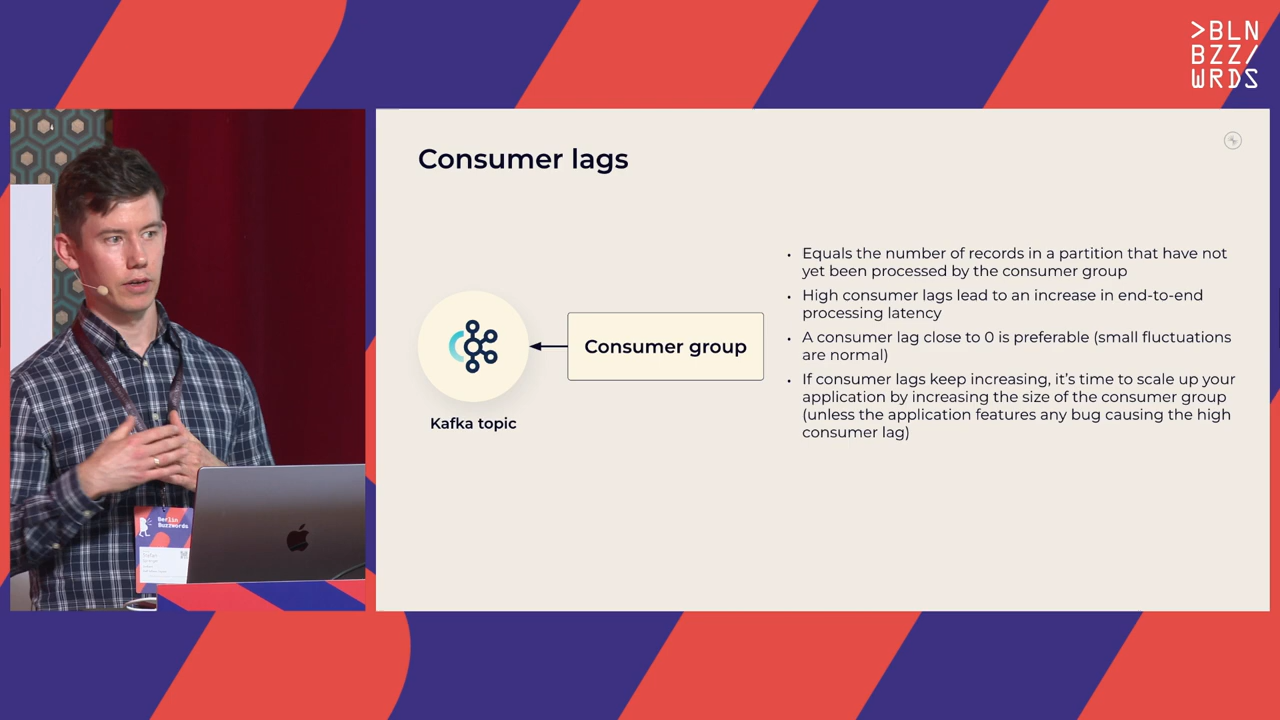 >BLN
BZZ/
WRDS
Consumer lags
Equals the number of records in a partition that have not
yet been processed by the consumer group
High consumer lags lead to an increase in end-to-end
processing latency
A consumer lag close to 0 is preferable (small fluctuations
are normal)
If consumer lags keep increasing, it’s time to scale up your
application by increasing the size of the consumer group
(unless the application features any bug causing the high
consumer lag)
Consumer group
Kafka topic
Berlin
Buzzwords